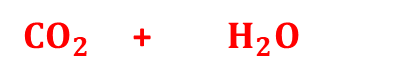 CO₂ + H₂O